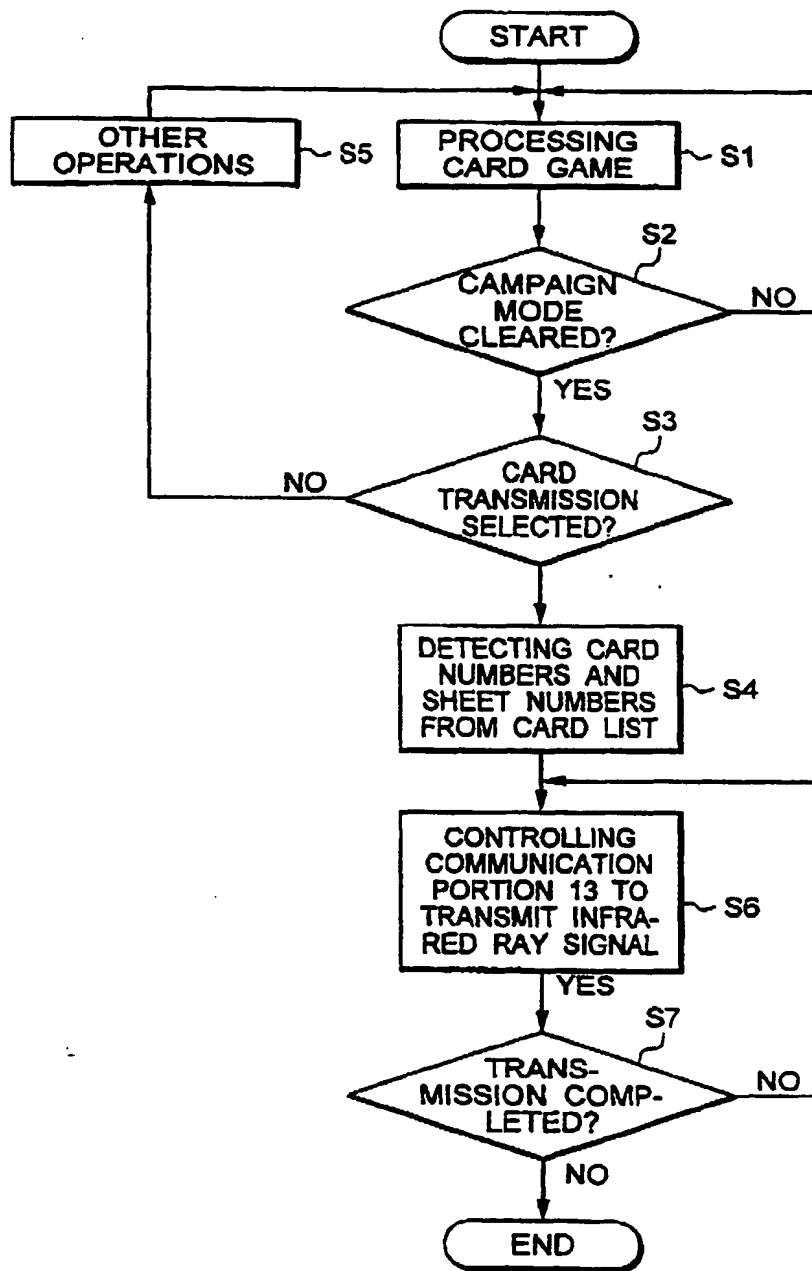 START
OTHER
OPERATIONS
S5
PROCESSING
CARD GAME
S1
S2
CAMPAIGN
MODE
CLEARED?
NO
YES
S3
NO
CARD
TRANSMISSION
SELECTED?
DETECTING CARD
NUMBERS AND
SHEET NUMBERS
FROM CARD LIST
S4
CONTROLLING
COMMUNICATION
PORTION 13 TO
TRANSMIT INFRA-
RED RAY SIGNAL
S6
YES
S7
TRANS-
MISSION COMP-
LETED?
NO
NO
END